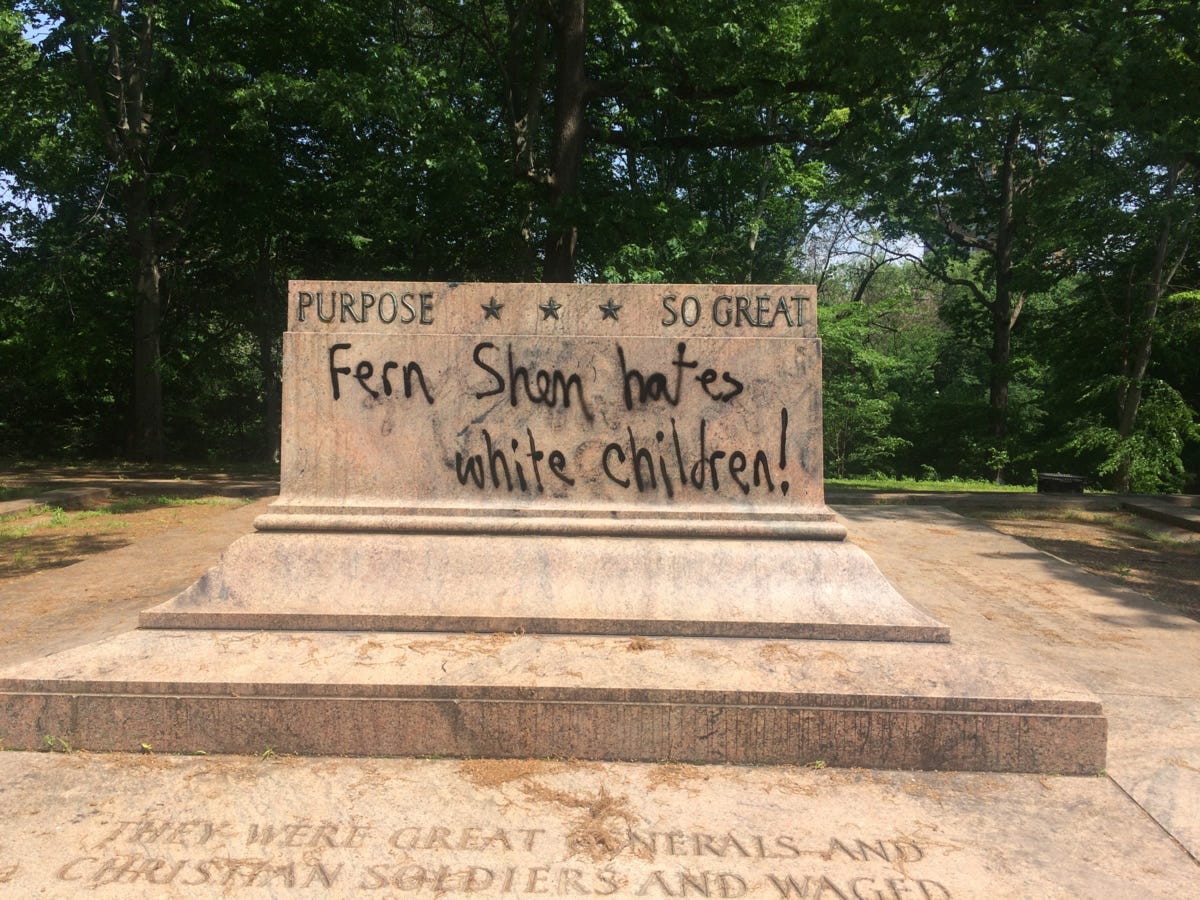 PURPOSE ★ ★ ★ SO GREAT
Fern Shen hates
white children!
THEY WERE GREAT GENERALS AND
CHRISTIAN SOLDIERS AND WAGED